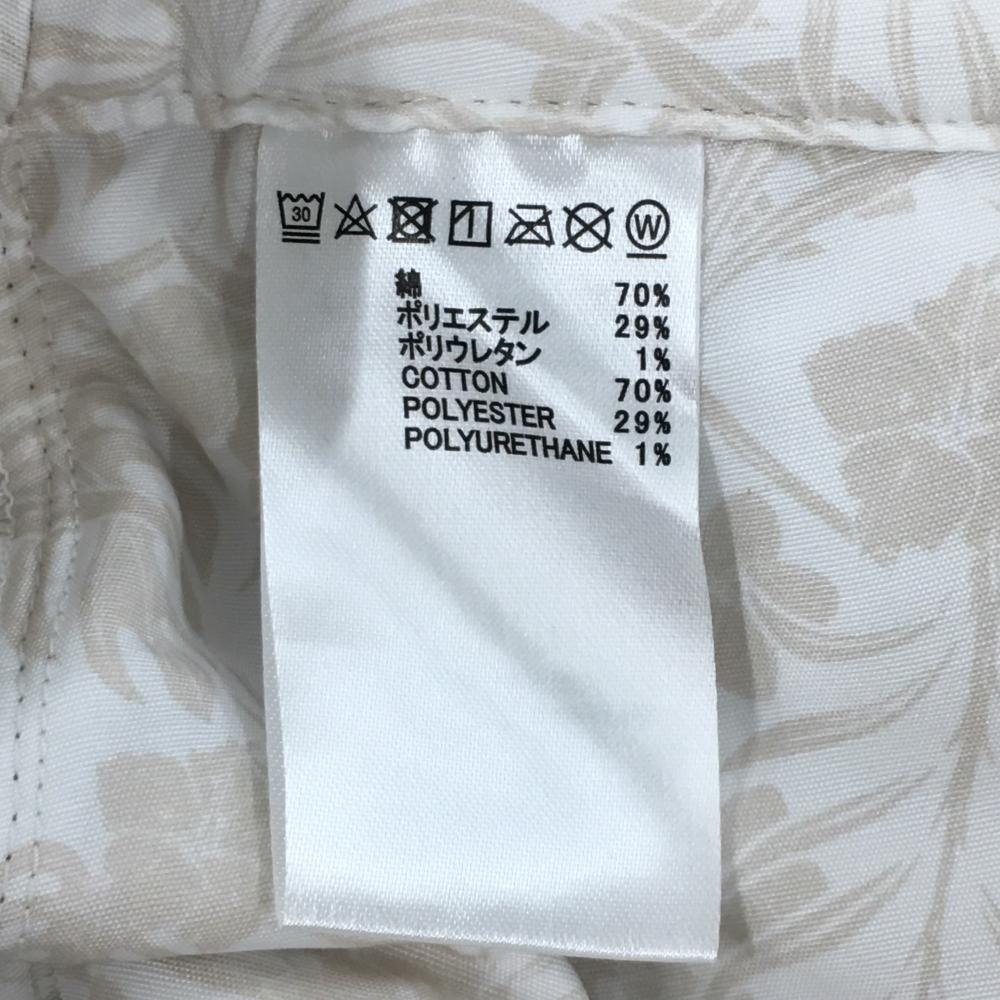 30 W
綿 70%
ポリエステル 29%
ポリウレタン 1%
COTTON 70%
POLYESTER 29%
POLYURETHANE 1%